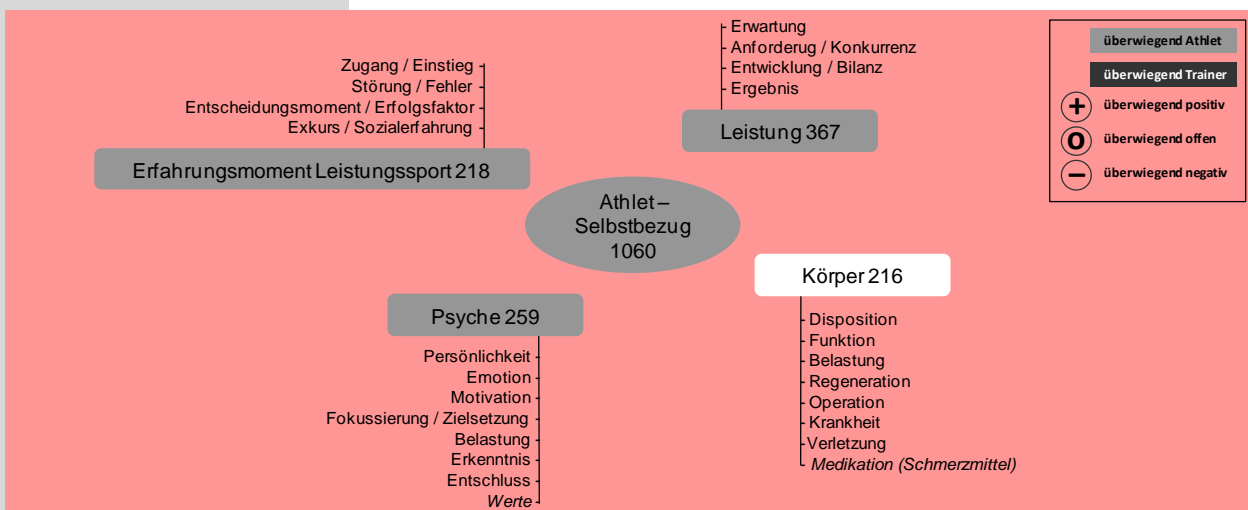 Zugang / Einstieg
Störung / Fehler
Entscheidungsmoment / Erfolgsfaktor
Exkurs / Sozialerfahrung
Erfahrungsmoment Leistungssport 218
Erwartung
Anforderug / Konkurrenz
Entwicklung / Bilanz
Ergebnis
Leistung 367
überwiegend Athlet
überwiegend Trainer
+ überwiegend positiv
O überwiegend offen
− überwiegend negativ
Athlet –
Selbstbezug
1060
Körper 216
Disposition
Funktion
Belastung
Regeneration
Operation
Krankheit
Verletzung
Medikation (Schmerzmittel)
Psyche 259
Persönlichkeit
Emotion
Motivation
Fokussierung / Zielsetzung
Belastung
Erkenntnis
Entschluss
Werte